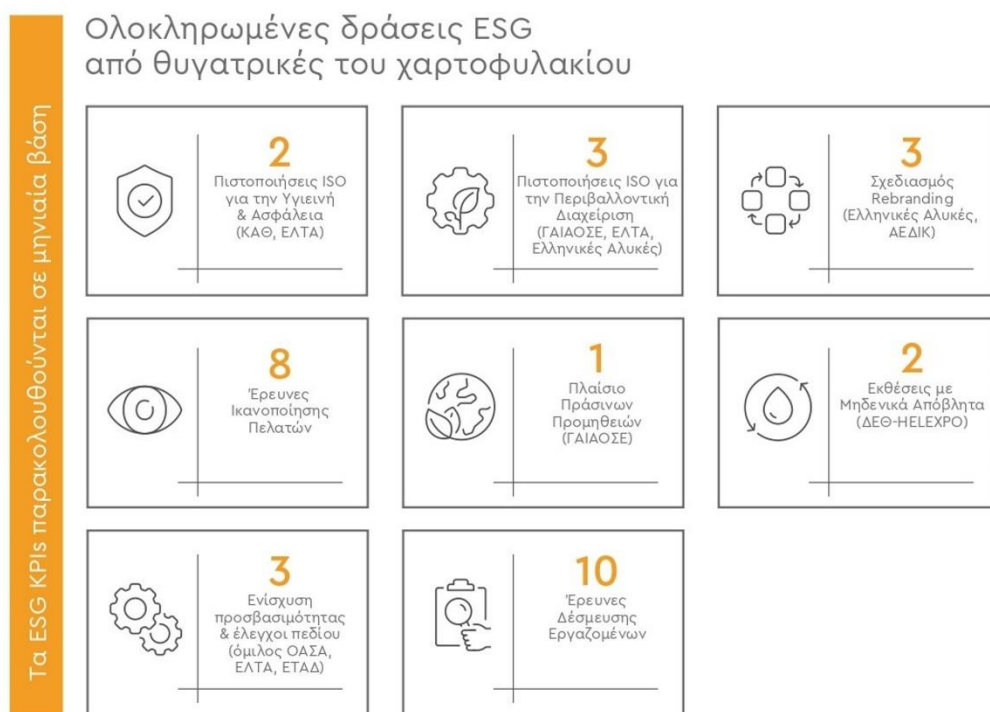 Ολοκληρωμένες δράσεις ESG
από θυγατρικές του χαρτοφυλακίου
Τα ESG KPIs παρακολουθούνται σε μηνιαία βάση
2
Πιστοποιήσεις ISO
για την Υγιεινή
& Ασφάλεια
(ΚΑΘ, ΕΛΤΑ)
3
Πιστοποιήσεις ISO για
την Περιβαλλοντική
Διαχείριση
(ΓΑΙΑΟΣΕ, ΕΛΤΑ,
Ελληνικές Αλυκές)
3
Σχεδιασμός
Rebranding
(Ελληνικές Αλυκές,
ΑΕΔΙΚ)
8
Έρευνες
Ικανοποίησης
Πελατών
1
Πλαίσιο
Πράσινων
Προμηθειών
(ΓΑΙΑΟΣΕ)
2
Εκθέσεις με
Μηδενικά Απόβλητα
(ΔΕΘ-HELEXPO)
3
Ενίσχυση
προσβασιμότητας
& έλεγχοι πεδίου
(όμιλος ΟΑΣΑ,
ΕΛΤΑ, ΕΤΑΔ)
10
Έρευνες
Δέσμευσης
Εργαζομένων